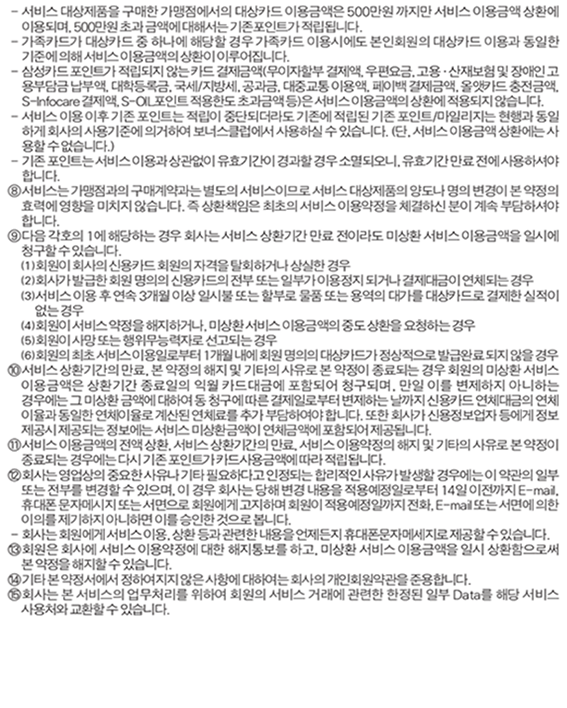 - 서비스 대상제품을 구매한 가맹점에서의 대상카드 이용금액은 500만원 까지만 서비스 이용금액 상환에
이용되며, 500만원 초과 금액에 대해서는 기존포인트가 적립됩니다.
- 가족카드가 대상카드 중 하나에 해당할 경우 가족카드 이용시에도 본인회원의 대상카드 이용과 동일한
기준에 의해 서비스 이용금액의 상환이 이루어집니다.
- 삼성카드 포인트가 적립되지 않는 카드 결제금액(무이자할부 결제액, 우편요금, 고용·산재보험 및 장애인 고
용부담금 납부액, 대학등록금, 국세/지방세, 공과금, 대중교통 이용액, 페이백 결제금액, 올앳카드 충전금액,
S-Infocare 결제액, S-OIL포인트 적용한도 초과금액 등)은 서비스 이용금액의 상환에 적용되지 않습니다.
- 서비스 이용 이후 기존 포인트는 적립이 중단되더라도 기존에 적립된 기존 포인트/마일리지는 현행과 동일
하게 회사의 사용기준에 의거하여 보너스클럽에서 사용하실 수 있습니다. (단, 서비스 이용금액 상환에는 사
용할 수 없습니다.)
- 기존 포인트는 서비스 이용과 상관없이 유효기간이 경과할 경우 소멸되오니, 유효기간 만료 전에 사용하셔야
합니다.
⑧서비스는 가맹점과의 구매계약과는 별도의 서비스이므로 서비스 대상제품의 양도나 명의 변경이 본 약정의
효력에 영향을 미치지 않습니다. 즉 상환책임은 최초의 서비스 이용약정을 체결하신 분이 계속 부담하셔야
합니다.
⑨다음 각호의 1에 해당하는 경우 회사는 서비스 상환기간 만료 전이라도 미상환 서비스 이용금액을 일시에
청구할 수 있습니다.
(1)회원이 회사의 신용카드 회원의 자격을 탈회하거나 상실한 경우
(2)회사가 발급한 회원 명의의 신용카드의 전부 또는 일부가 이용정지 되거나 결제대금이 연체되는 경우
(3)서비스 이용 후 연속 3개월 이상 일시불 또는 할부로 물품 또는 용역의 대가를 대상카드로 결제한 실적이
없는 경우
(4)회원이 서비스 약정을 해지하거나, 미상환 서비스 이용금액의 중도 상환을 요청하는 경우
(5)회원이 사망 또는 행위무능력자로 선고되는 경우
(6)회원의 최초 서비스 이용일로부터 1개월 내에 회원 명의의 대상카드가 정상적으로 발급완료 되지 않을 경우
⑩서비스 상환기간의 만료, 본 약정의 해지 및 기타의 사유로 본 약정이 종료되는 경우 회원의 미상환 서비스
이용금액은 상환기간 종료일의 익월 카드대금에 포함되어 청구되며, 만일 이를 변제하지 아니하는
경우에는 그 미상환 금액에 대하여 동 청구에 따른 결제일로부터 변제하는 날까지 신용카드 연체대금의 연체
이율과 동일한 연체이율로 계산된 연체료를 추가 부담하여야 합니다. 또한 회사가 신용정보업자 등에게 정보
제공시 제공되는 정보에는 서비스 미상환금액이 연체금액에 포함되어 제공됩니다.
⑪서비스 이용금액의 전액 상환, 서비스 상환기간의 만료, 서비스 이용약정의 해지 및 기타의 사유로 본 약정이
종료되는 경우에는 다시 기존 포인트가 카드사용금액에 따라 적립됩니다.
⑫회사는 영업상의 중요한 사유나 기타 필요하다고 인정되는 합리적인 사유가 발생할 경우에는 이 약관의 일부
또는 전부를 변경할 수 있으며, 이 경우 회사는 당해 변경 내용을 적용예정일로부터 14일 이전까지 E-mail,
휴대폰 문자메시지 또는 서면으로 회원에게 고지하며 회원이 적용예정일까지 전화, E-mail 또는 서면에 의한
이의를 제기하지 아니하면 이를 승인한 것으로 봅니다.
- 회사는 회원에게 서비스 이용, 상환 등과 관련한 내용을 언제든지 휴대폰문자메세지로 제공할 수 있습니다.
⑬회원은 회사에 서비스 이용약정에 대한 해지통보를 하고, 미상환 서비스 이용금액을 일시 상환함으로써
본 약정을 해지할 수 있습니다.
⑭기타 본 약정서에서 정하여지지 않은 사항에 대하여는 회사의 개인회원약관을 준용합니다.
⑮회사는 본 서비스의 업무처리를 위하여 회원의 서비스 거래에 관련한 한정된 일부 Data를 해당 서비스
사용처와 교환할 수 있습니다.